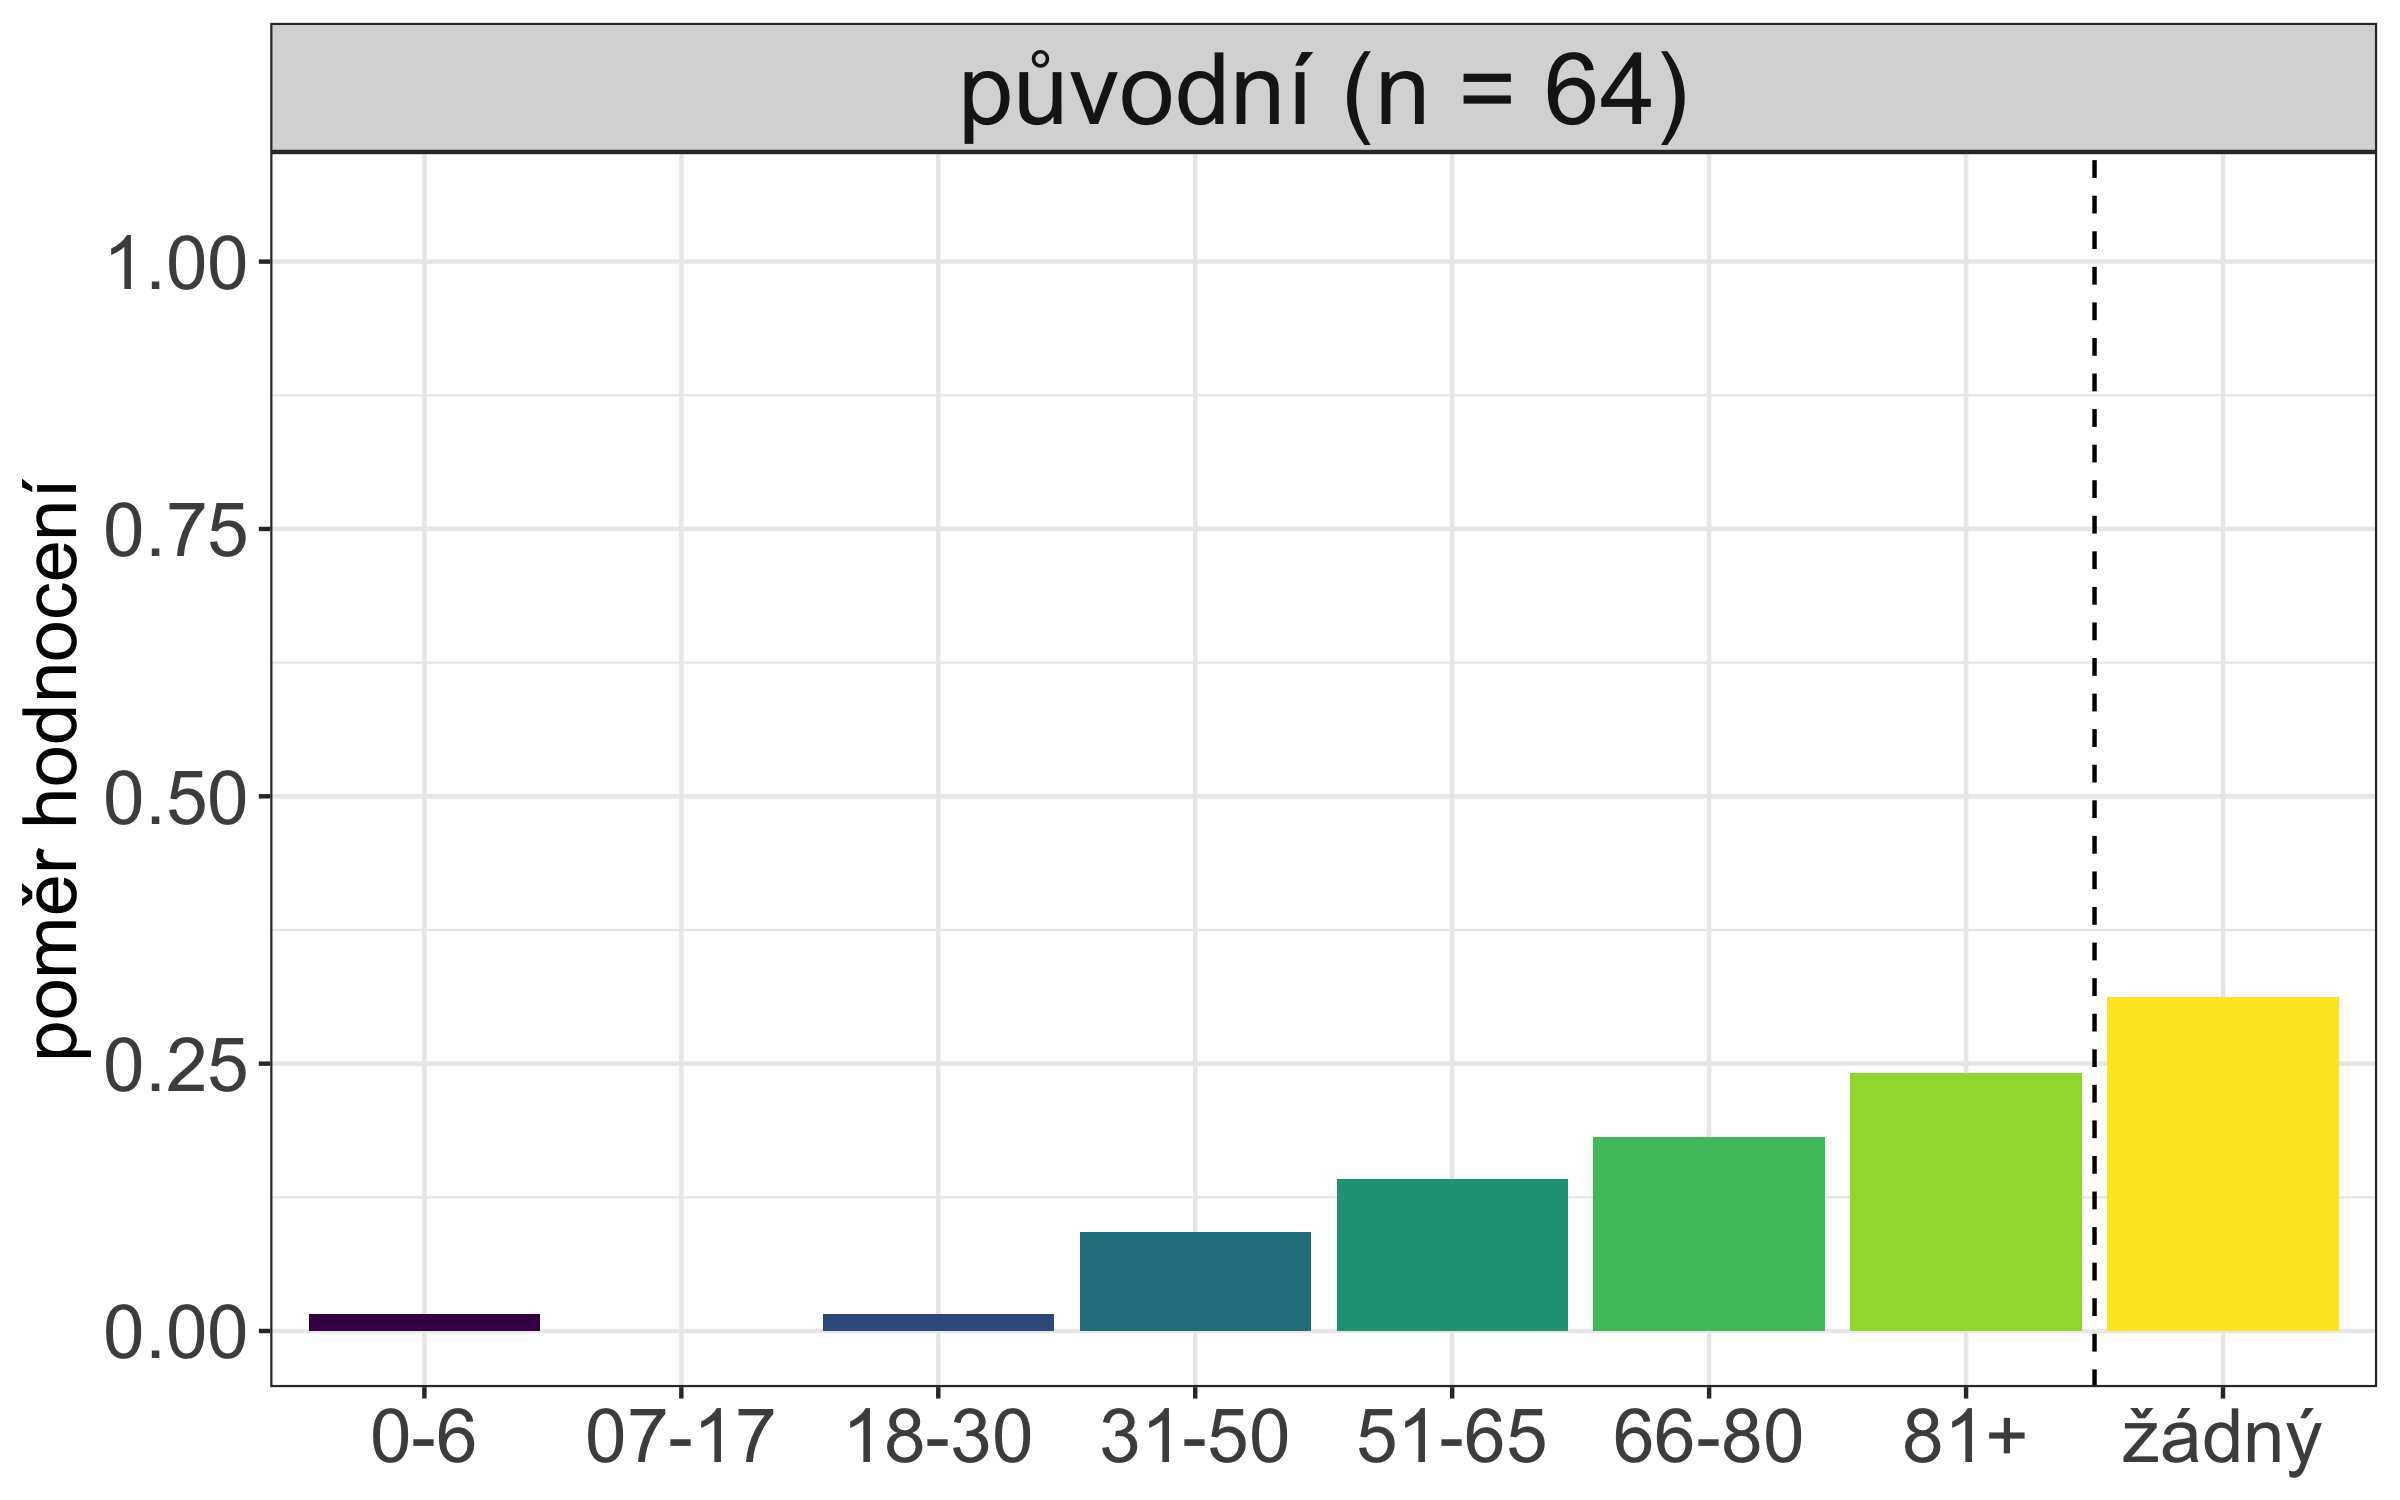 původní (n = 64)
poměr hodnocení
1.00
0.75
0.50
0.25
0.00
0-6 07-17 18-30 31-50 51-65 66-80 81+ žádný